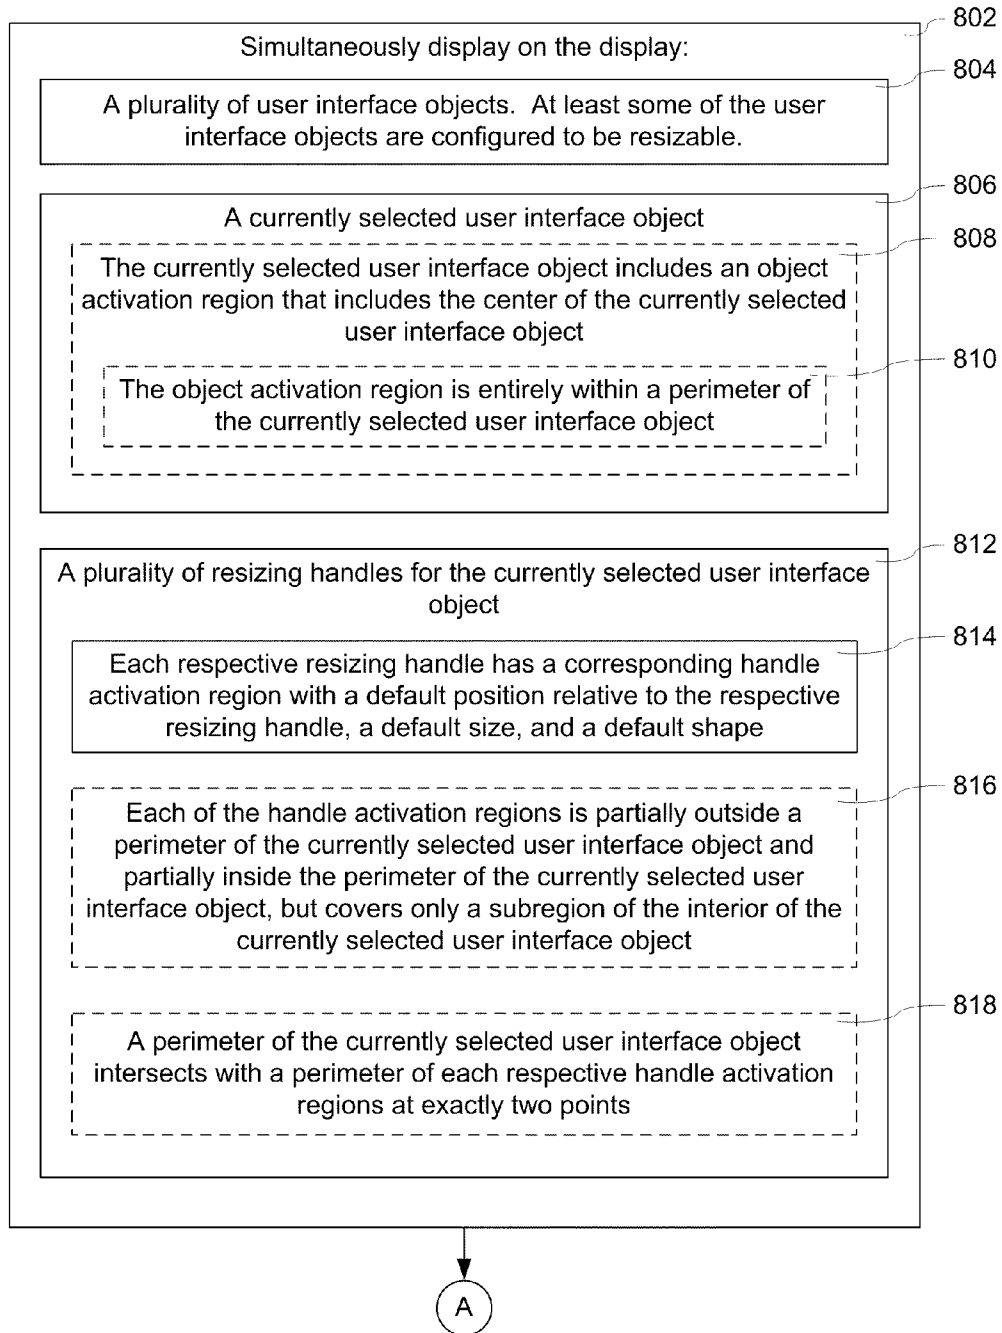 802
Simultaneously display on the display:
804
A plurality of user interface objects.  At least some of the user
interface objects are configured to be resizable.
806
A currently selected user interface object
808
The currently selected user interface object includes an object
activation region that includes the center of the currently selected
user interface object
810
The object activation region is entirely within a perimeter of
the currently selected user interface object
812
A plurality of resizing handles for the currently selected user interface
object
814
Each respective resizing handle has a corresponding handle
activation region with a default position relative to the respective
resizing handle, a default size, and a default shape
816
Each of the handle activation regions is partially outside a
perimeter of the currently selected user interface object and
partially inside the perimeter of the currently selected user
interface object, but covers only a subregion of the interior of the
currently selected user interface object
818
A perimeter of the currently selected user interface object
intersects with a perimeter of each respective handle activation
regions at exactly two points
A